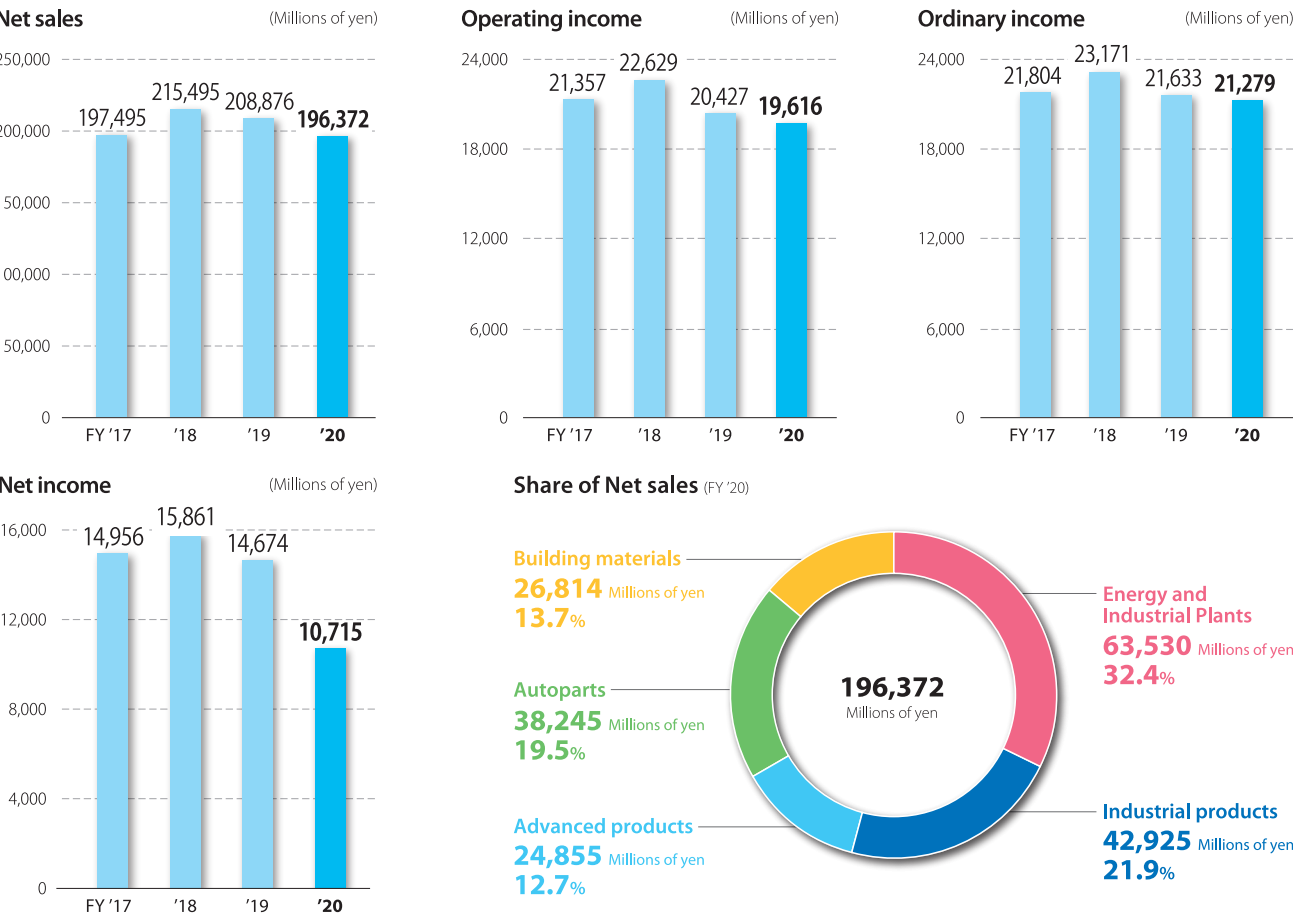 Net sales (Millions of yen)
250,000
200,000
50,000
00,000
50,000
0
197,495
215,495
208,876
196,372
FY ’17 ’18 ’19 ’20
Operating income (Millions of yen)
24,000
18,000
12,000
6,000
0
21,357
22,629
20,427
19,616
FY ’17 ’18 ’19 ’20
Ordinary income (Millions of yen)
24,000
18,000
12,000
6,000
0
21,804
23,171
21,633
21,279
FY ’17 ’18 ’19 ’20
Net income (Millions of yen)
16,000
12,000
8,000
4,000
0
14,956
15,861
14,674
10,715
FY ’17 ’18 ’19 ’20
Share of Net sales (FY ’20)
Building materials
26,814 Millions of yen
13.7%
Autoparts
38,245 Millions of yen
19.5%
Advanced products
24,855 Millions of yen
12.7%
196,372
Millions of yen
Energy and
Industrial Plants
63,530 Millions of yen
32.4%
Industrial products
42,925 Millions of yen
21.9%